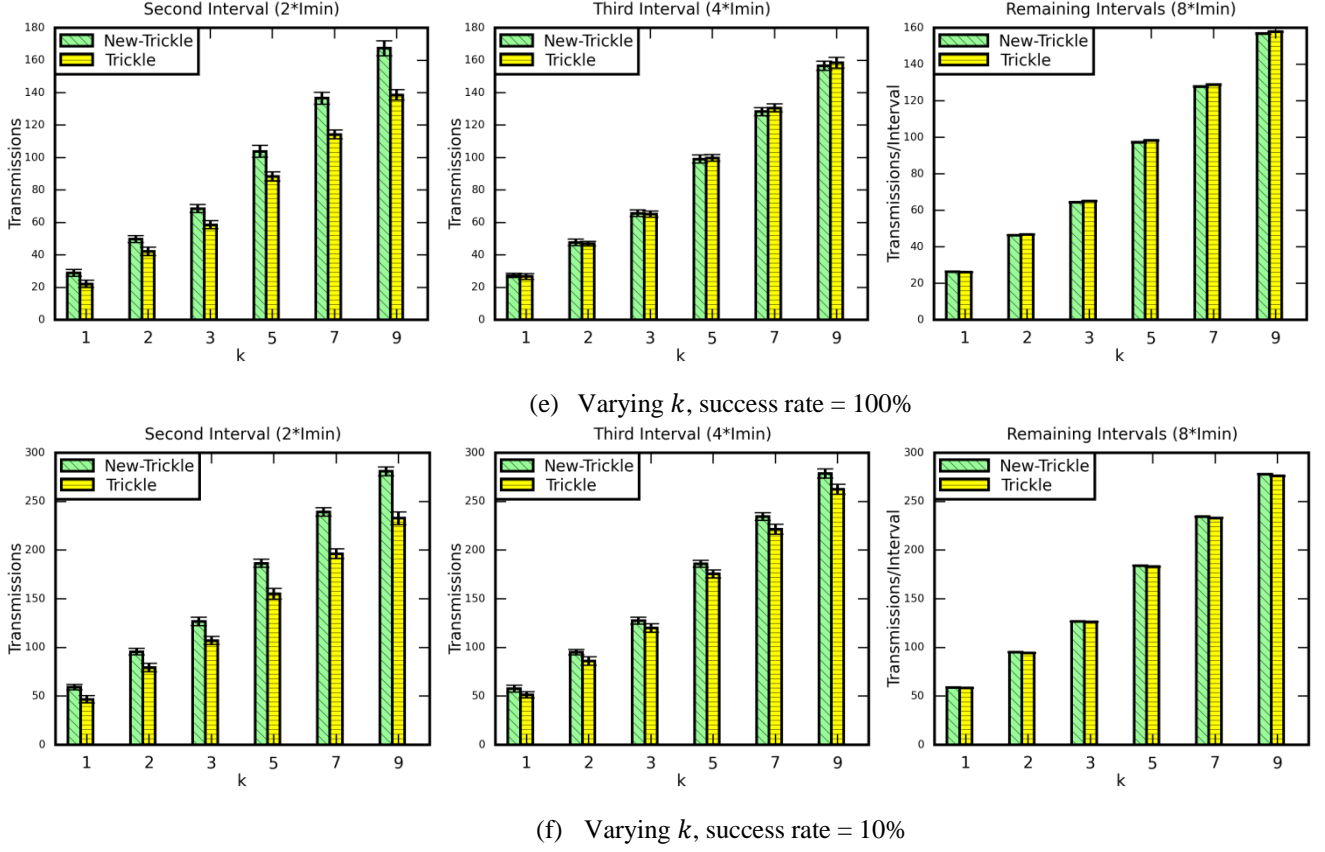 Second Interval (2*Imin)
180
160
140
120
100
80
60
40
20
0
Transmissions
New-Trickle
Trickle
1 2 3 5 7 9
k
Third Interval (4*Imin)
180
160
140
120
100
80
60
40
20
0
Transmissions
New-Trickle
Trickle
1 2 3 5 7 9
k
Remaining Intervals (8*Imin)
160
140
120
100
80
60
40
20
0
Transmissions/Interval
New-Trickle
Trickle
1 2 3 5 7 9
k
(e) Varying k, success rate = 100%
Second Interval (2*Imin)
300
250
200
150
100
50
0
Transmissions
New-Trickle
Trickle
1 2 3 5 7 9
k
Third Interval (4*Imin)
300
250
200
150
100
50
0
Transmissions
New-Trickle
Trickle
1 2 3 5 7 9
k
Remaining Intervals (8*Imin)
300
250
200
150
100
50
0
Transmissions/Interval
New-Trickle
Trickle
1 2 3 5 7 9
k
(f) Varying k, success rate = 10%